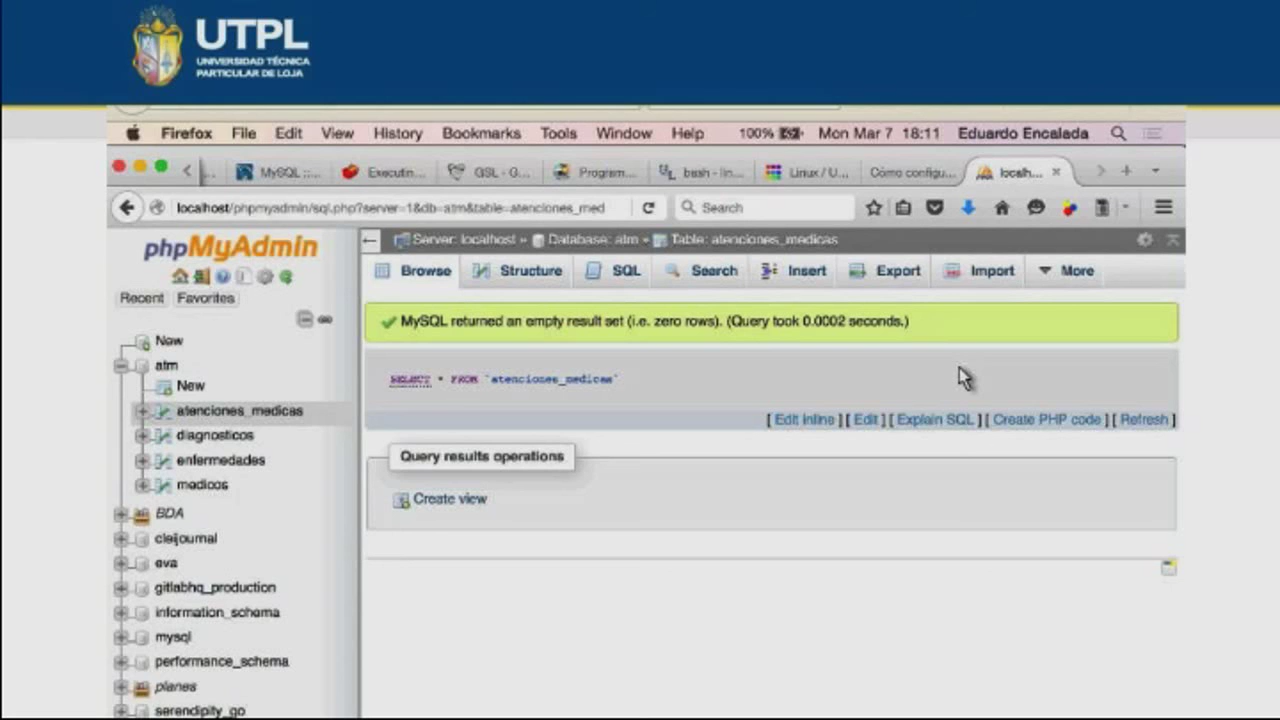 UTPL
UNIVERSIDAD TÉCNICA
PARTICULAR DE LOJA
Firefox File Edit View History Bookmarks Tools Window Help 100% Mon Mar 7 18:11 Eduardo Encalada
... MySQL ::... Executin... GSL - G... Program... bash - lin... Linux / U... Cómo configu... localh...
localhost/phpmyadmin/sql.php?server=1&db=atm&table=atenciones_med Search
phpMyAdmin
Recent Favorites
New
atm
New
atenciones_medicas
diagnosticos
enfermedades
medicos
BDA
cleijournal
eva
gitlabhq_production
information_schema
mysql
performance_schema
planes
serendipity_go
Server: localhost » Database: atm » Table: atenciones_medicas
Browse Structure SQL Search Insert Export Import More
MySQL returned an empty result set (i.e. zero rows). (Query took 0.0002 seconds.)
SELECT * FROM `atenciones_medicas`
[ Edit inline ] [ Edit ] [ Explain SQL ] [ Create PHP code ] [ Refresh ]
Query results operations
Create view